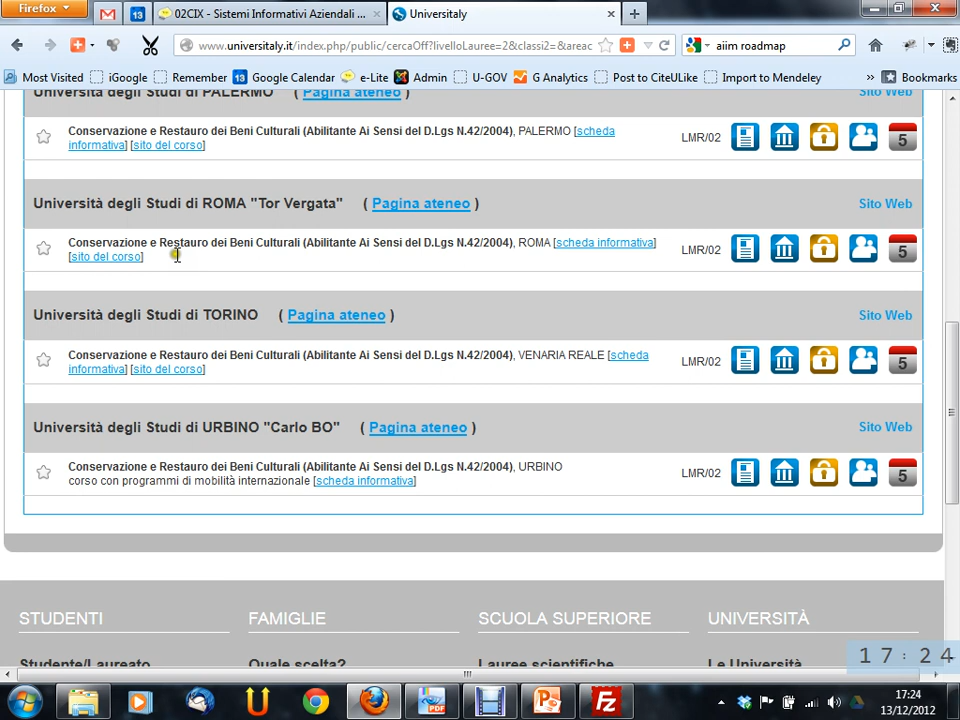 Firefox
02CIX - Sistemi Informativi Aziendali ...
Universitaly
www.universitaly.it/index.php/public/cercaOff?livelloLauree=2&classi2=&areac
aiim roadmap
Most Visited
iGoogle
Remember
13 Google Calendar
e-Lite
Admin
U-GOV
G Analytics
Post to CiteULike
Import to Mendeley
»
Bookmarks
Università degli Studi di PALERMO ( Pagina ateneo ) Sito Web
Conservazione e Restauro dei Beni Culturali (Abilitante Ai Sensi del D.Lgs N.42/2004), PALERMO [scheda
informativa] [sito del corso]
LMR/02
5
Università degli Studi di ROMA "Tor Vergata" ( Pagina ateneo ) Sito Web
Conservazione e Restauro dei Beni Culturali (Abilitante Ai Sensi del D.Lgs N.42/2004), ROMA [scheda informativa]
[sito del corso]
LMR/02
5
Università degli Studi di TORINO ( Pagina ateneo ) Sito Web
Conservazione e Restauro dei Beni Culturali (Abilitante Ai Sensi del D.Lgs N.42/2004), VENARIA REALE [scheda
informativa] [sito del corso]
LMR/02
5
Università degli Studi di URBINO "Carlo BO" ( Pagina ateneo ) Sito Web
Conservazione e Restauro dei Beni Culturali (Abilitante Ai Sensi del D.Lgs N.42/2004), URBINO
corso con programmi di mobilità internazionale [scheda informativa]
LMR/02
5
STUDENTI FAMIGLIE SCUOLA SUPERIORE UNIVERSITÀ
Studente/Laureato Quale scelta? Lauree scientifiche Le Università
17:24
17:24
13/12/2012